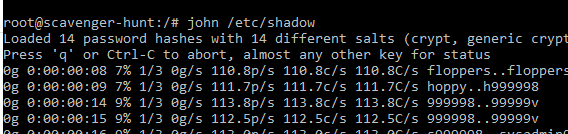 root@scavenger-hunt:/# john /etc/shadow
Loaded 14 password hashes with 14 different salts (crypt, generic crypt
Press 'q' or Ctrl-C to abort, almost any other key for status
0g 0:00:00:08 7% 1/3 0g/s 110.8p/s 110.8c/s 110.8C/s floppers..floppers
0g 0:00:00:09 7% 1/3 0g/s 111.7p/s 111.7c/s 111.7C/s hoppy..h999998
0g 0:00:00:14 9% 1/3 0g/s 113.8p/s 113.8c/s 113.8C/s 999998..99999v
0g 0:00:00:15 9% 1/3 0g/s 112.5p/s 112.5c/s 112.5C/s 999998..99999v
0g 0:00:00:16 9% 1/3 0g/s